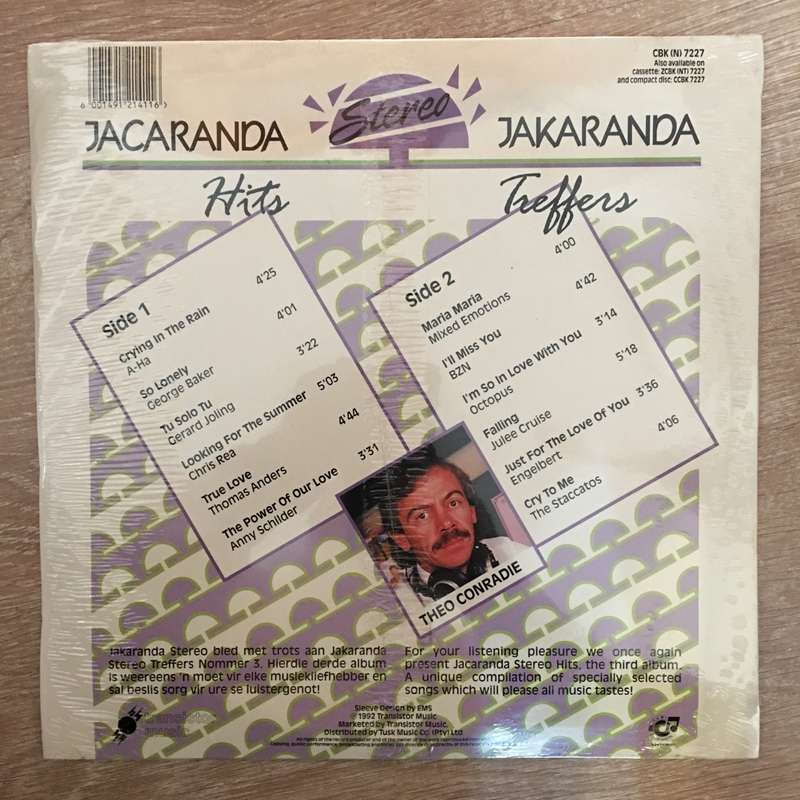 6 001491 214116
CBK (N) 7227
Also available on
cassette: ZCBK (NT) 7227
and compact disc: CCBK 7227
JACARANDA
Stereo
JAKARANDA
Hits
Treffers
Side 1
Crying In The Rain 4'25
A-Ha
So Lonely 4'01
George Baker
Tu Solo Tu 3'22
Gerard Joling
Looking For The Summer 5'03
Chris Rea
True Love 4'44
Thomas Anders
The Power Of Our Love 3'31
Anny Schilder
Side 2
Maria Maria 4'00
Mixed Emotions
I'll Miss You 4'42
BZN
I'm So In Love With You 3'14
Octopus
Falling 5'18
Julee Cruise
Just For The Love Of You 3'36
Engelbert
Cry To Me 4'06
The Staccatos
THEO CONRADIE
Jakaranda Stereo bied met trots aan Jakaranda
Stereo Treffers Nommer 3. Hierdie derde album
is weereens 'n moet vir elke musiekliefhebber en
sal beslis sorg vir ure se luistergenot!
For your listening pleasure we once again
present Jacaranda Stereo Hits, the third album.
A unique compilation of specially selected
songs which will please all music tastes!
transistor
music
Sleeve Design by EMS
℗ 1992 Transistor Music
Marketed by Transistor Music
Distributed by Tusk Music Co (Pty) Ltd